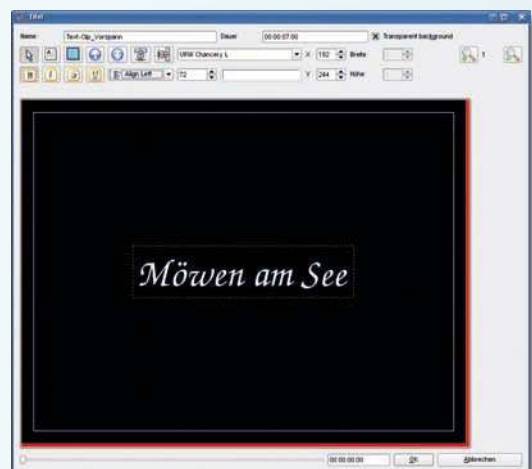 Titel
Name Text-Clip_Vorspann Dauer 00:00:07:00 Transparent background
URW Chancery L X 192 Breite 1
B I a U Align Left 72 Y 244 Höhe
Möwen am See
00:00:00:00 OK Abbrechen